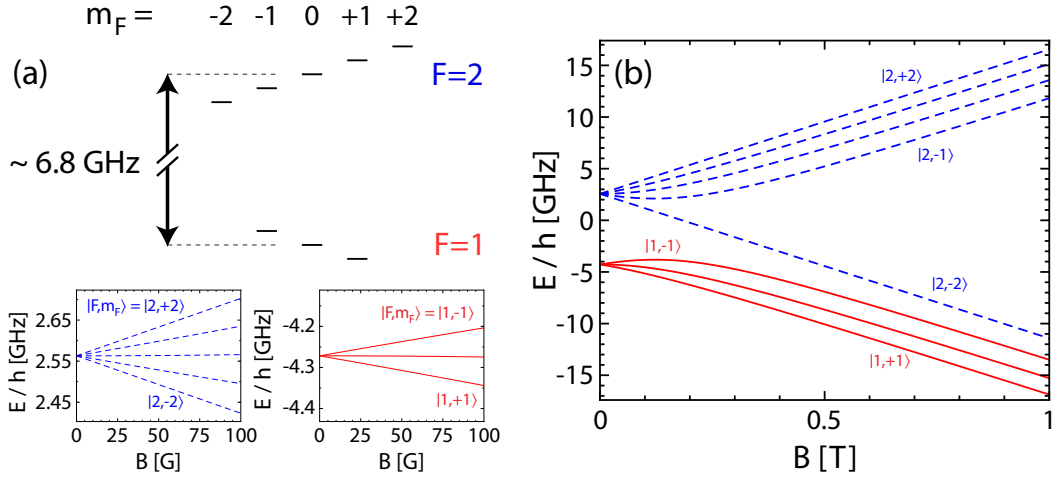 m_F = -2 -1 0 +1 +2
(a)
F=2
~ 6.8 GHz
F=1
|F,m_F⟩ = |2,+2⟩
|2,-2⟩
2.65
2.55
2.45
E / h [GHz]
0 25 50 75 100
B [G]
|F,m_F⟩ = |1,-1⟩
|1,+1⟩
-4.2
-4.3
-4.4
E / h [GHz]
0 25 50 75 100
B [G]
(b)
|2,+2⟩
|2,-1⟩
|1,-1⟩
|2,-2⟩
|1,+1⟩
15
10
5
0
-5
-10
-15
E / h [GHz]
0 0.5 1
B [T]